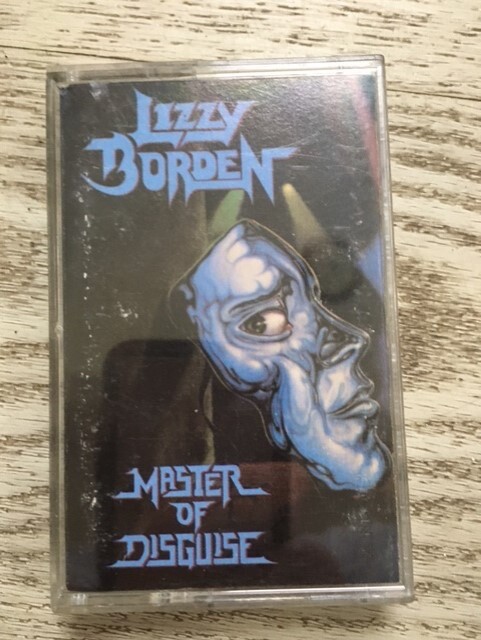 LIZZY
BORDEN
MASTER
OF
DISGUISE